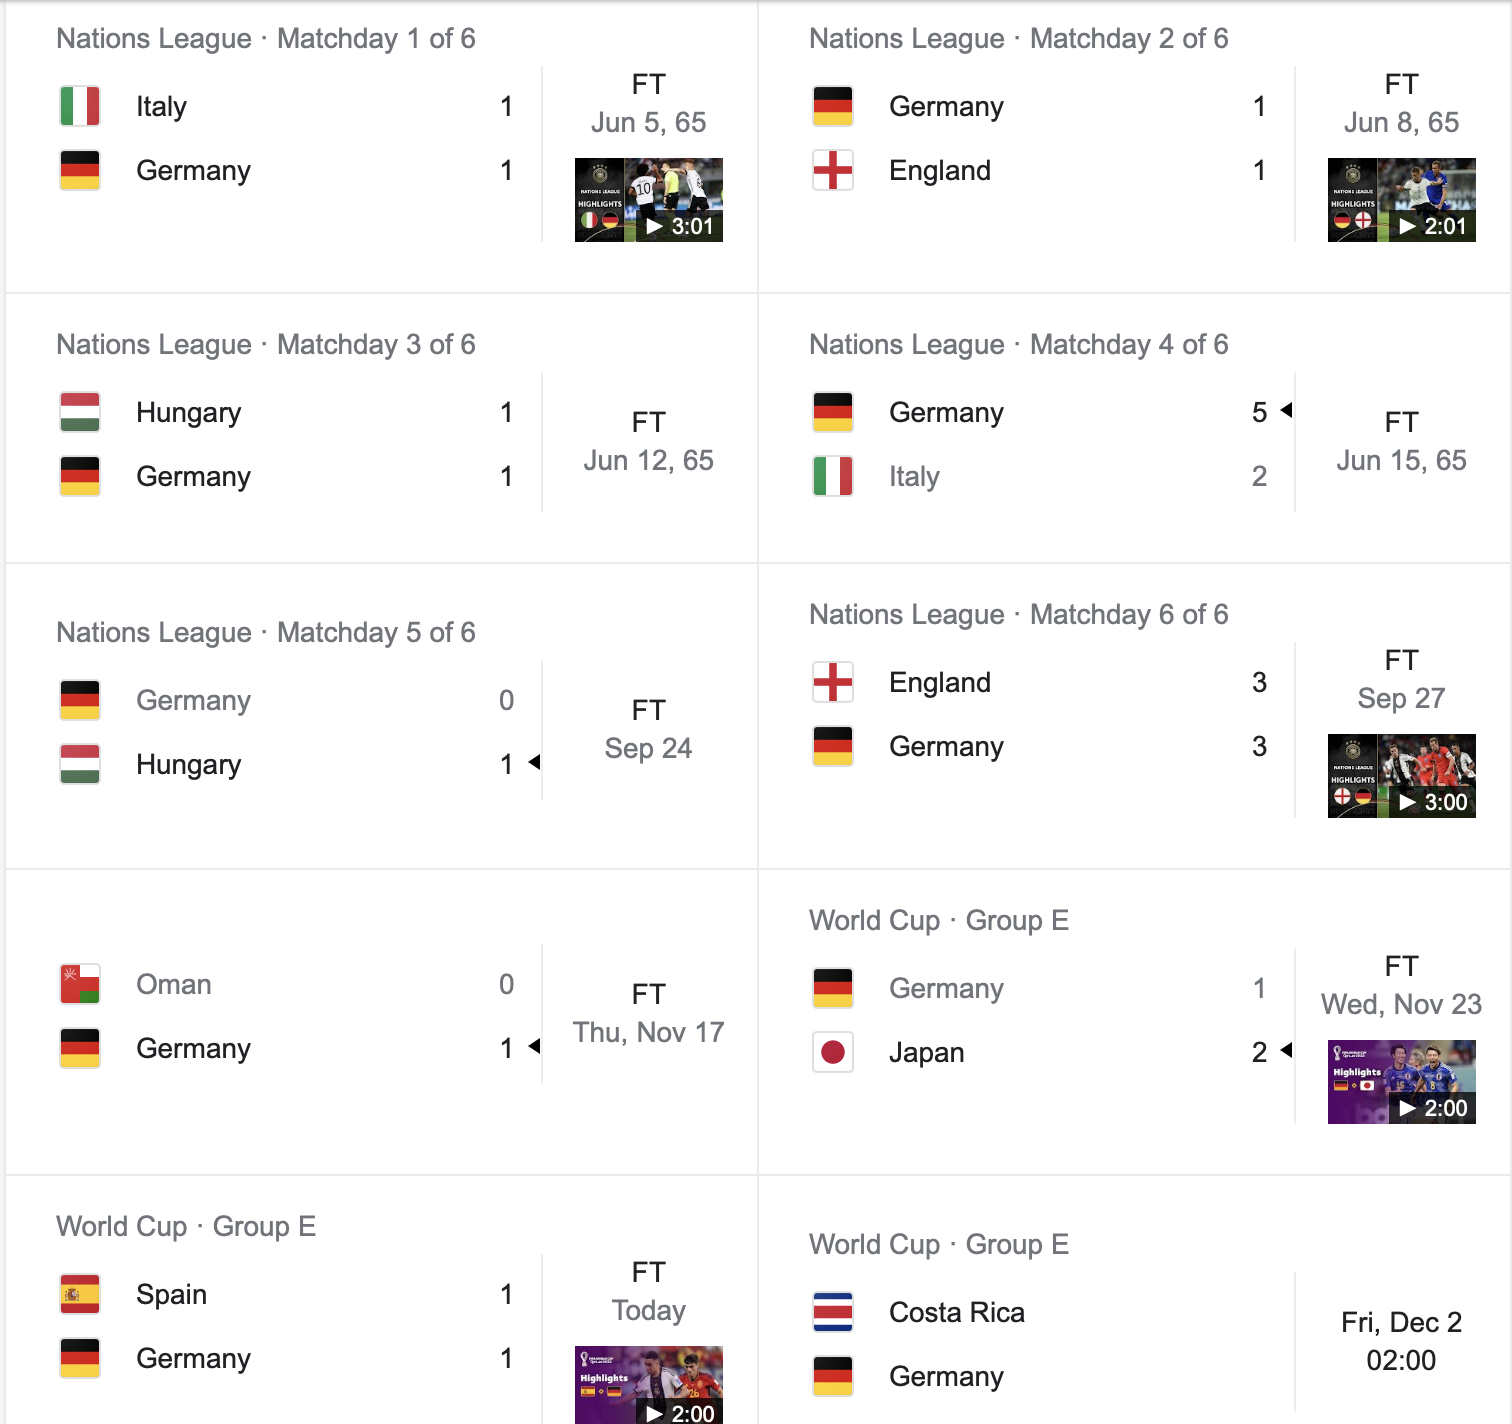 Nations League · Matchday 1 of 6
Italy 1
Germany 1
FT
Jun 5, 65
NATIONS LEAGUE
HIGHLIGHTS
10
3:01
Nations League · Matchday 2 of 6
Germany 1
England 1
FT
Jun 8, 65
NATIONS LEAGUE
HIGHLIGHTS
2:01
Nations League · Matchday 3 of 6
Hungary 1
Germany 1
FT
Jun 12, 65
Nations League · Matchday 4 of 6
Germany 5
Italy 2
FT
Jun 15, 65
Nations League · Matchday 5 of 6
Germany 0
Hungary 1
FT
Sep 24
Nations League · Matchday 6 of 6
England 3
Germany 3
FT
Sep 27
NATIONS LEAGUE
HIGHLIGHTS
3:00
Oman 0
Germany 1
FT
Thu, Nov 17
World Cup · Group E
Germany 1
Japan 2
FT
Wed, Nov 23
Highlights
2:00
World Cup · Group E
Spain 1
Germany 1
FT
Today
Highlights
2:00
World Cup · Group E
Costa Rica
Germany
Fri, Dec 2
02:00